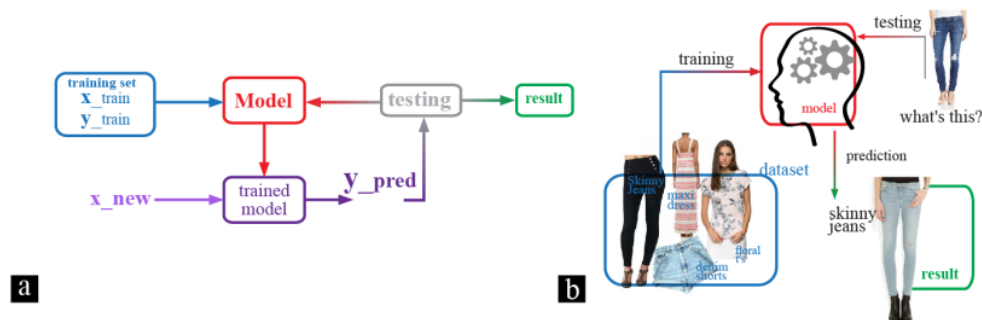 training set
x_train
y_train
Model
testing
result
x_new
trained
model
y_pred
a
training
testing
model
what's this?
prediction
dataset
Skinny
Jeans
maxi
dress
floral
t's
denim
shorts
skinny
jeans
result
b